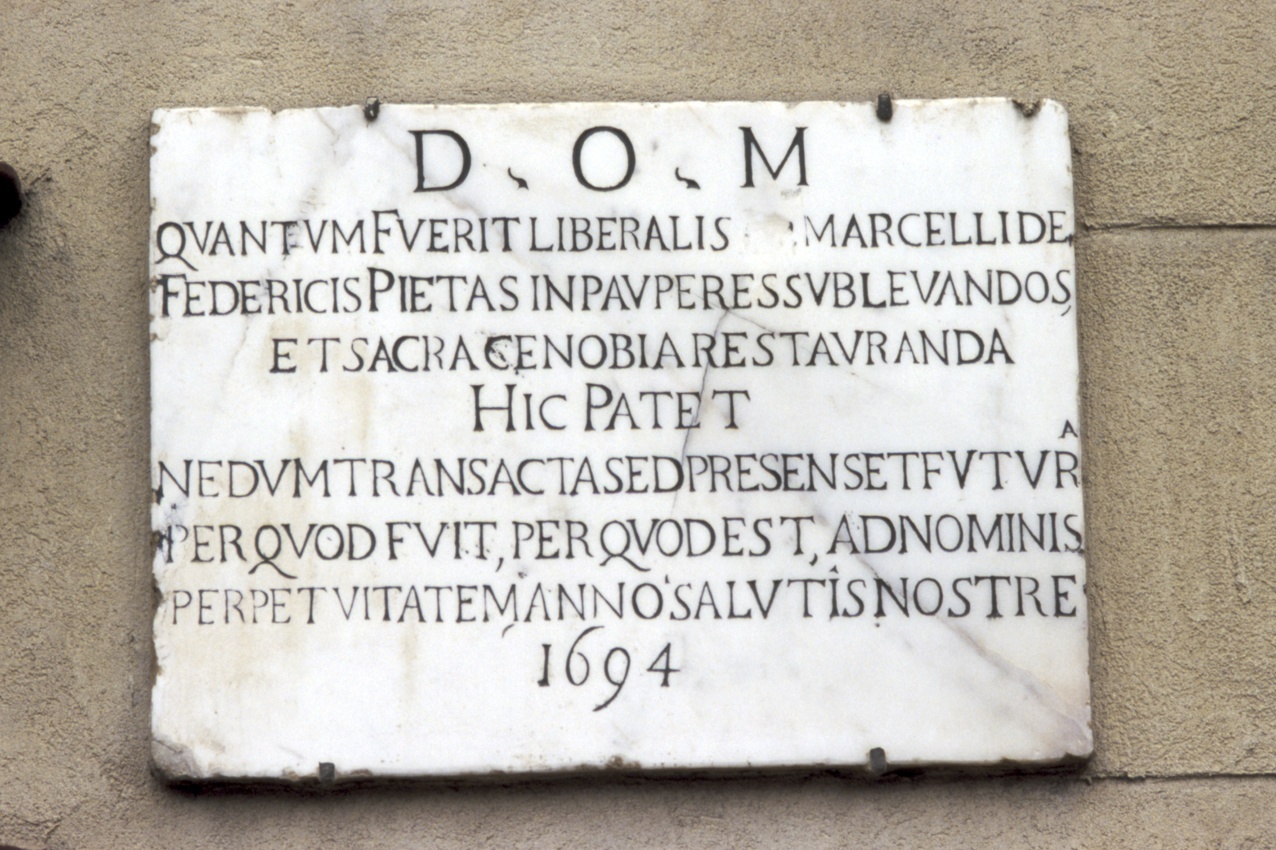 D . O . M
QVANTVM FVERIT LIBERALIS MARCELLI DE
FEDERICIS PIETAS IN PAVPERES SVBLEVANDOS,
ET SACRA CENOBIA RESTAVRANDA
HIC PATET
NEDVM TRANSACTA SED PRESENS ET FVTVRA
PER QVOD FVIT, PER QVOD EST, AD NOMINIS
PERPETVITATEM, ANNO SALVTIS NOSTRE
1694